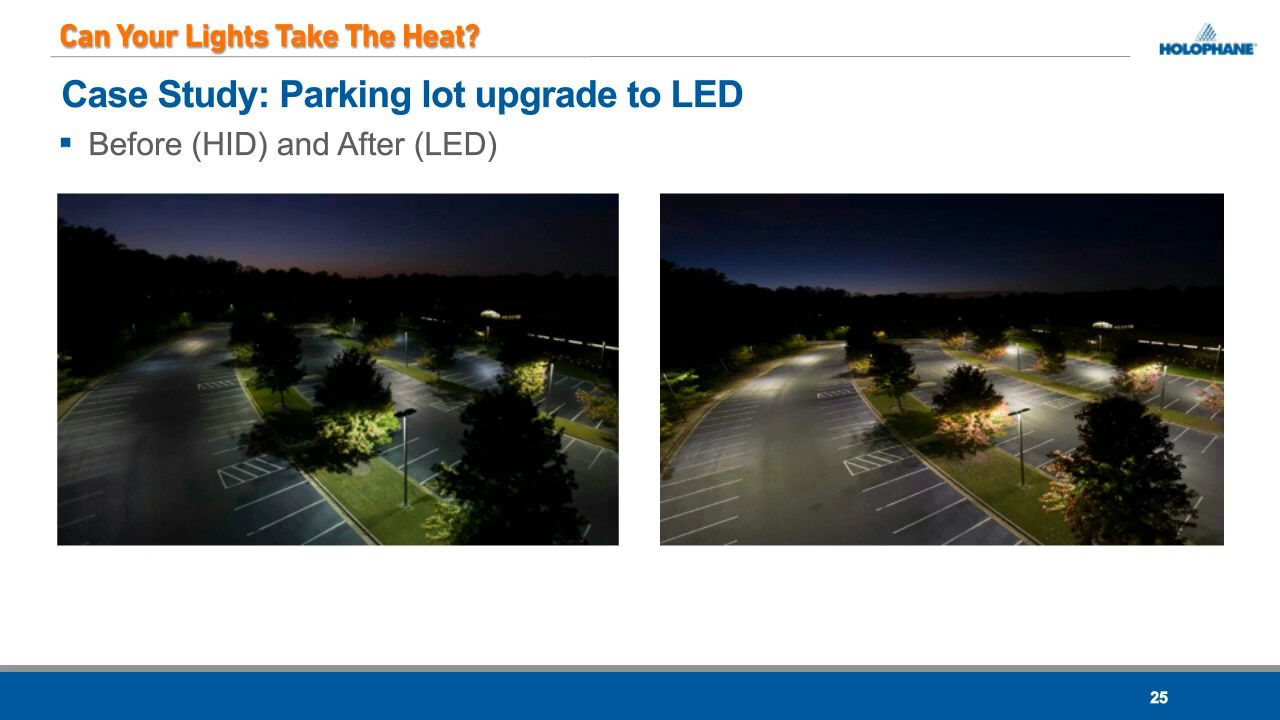 Can Your Lights Take The Heat?
HOLOPHANE
Case Study: Parking lot upgrade to LED
Before (HID) and After (LED)
25